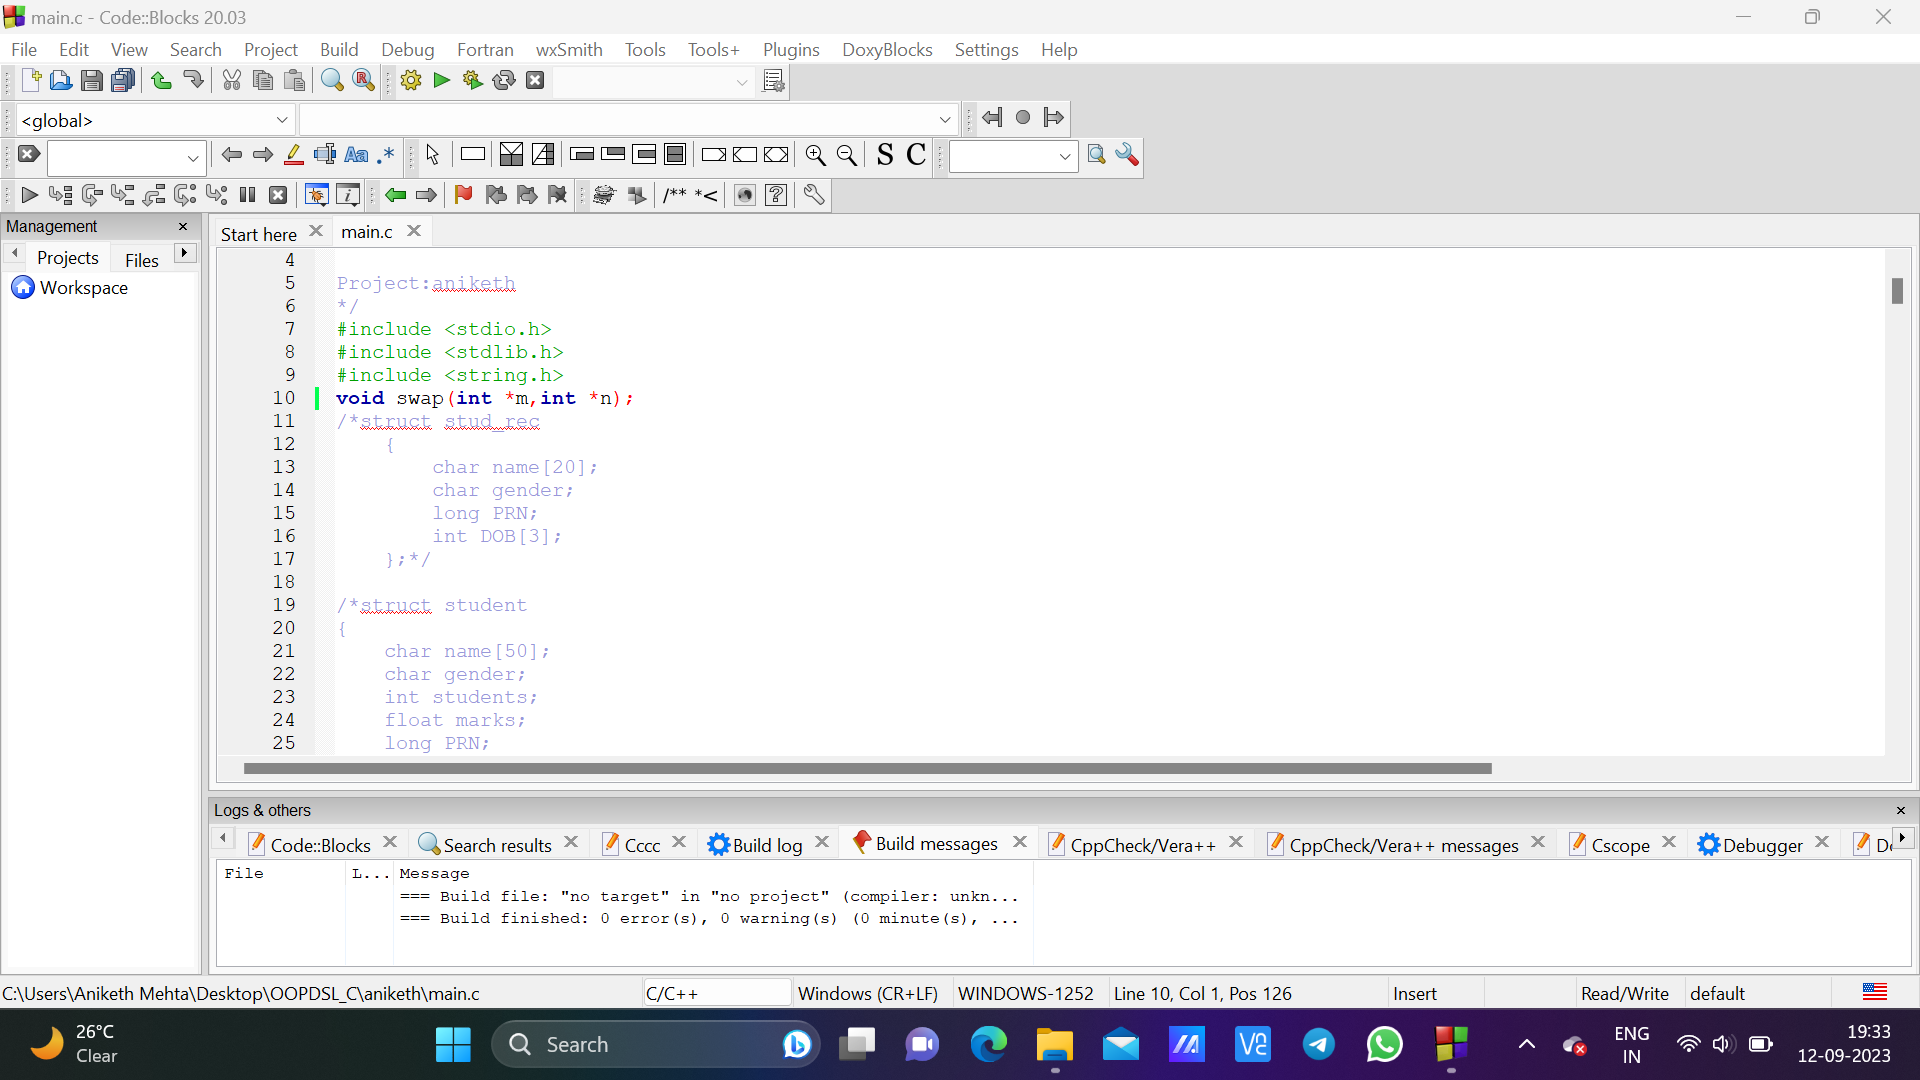 main.c - Code::Blocks 20.03
File Edit View Search Project Build Debug Fortran wxSmith Tools Tools+ Plugins DoxyBlocks Settings Help
<global>
Aa .*
S C
/** *<
Management
Projects Files
Workspace
Start here main.c
4
5 Project:aniketh
6 */
7 #include <stdio.h>
8 #include <stdlib.h>
9 #include <string.h>
10 void swap(int *m,int *n);
11 /*struct stud_rec
12 {
13 char name[20];
14 char gender;
15 long PRN;
16 int DOB[3];
17 };*/
18
19 /*struct student
20 {
21 char name[50];
22 char gender;
23 int students;
24 float marks;
25 long PRN;
Logs & others
Code::Blocks Search results Cccc Build log Build messages CppCheck/Vera++ CppCheck/Vera++ messages Cscope Debugger
File L... Message
=== Build file: "no target" in "no project" (compiler: unkn...
=== Build finished: 0 error(s), 0 warning(s) (0 minute(s), ...
C:\Users\Aniketh Mehta\Desktop\OOPDSL_C\aniketh\main.c C/C++ Windows (CR+LF) WINDOWS-1252 Line 10, Col 1, Pos 126 Insert Read/Write default
26°C
Clear
Search
ENG
IN
19:33
12-09-2023